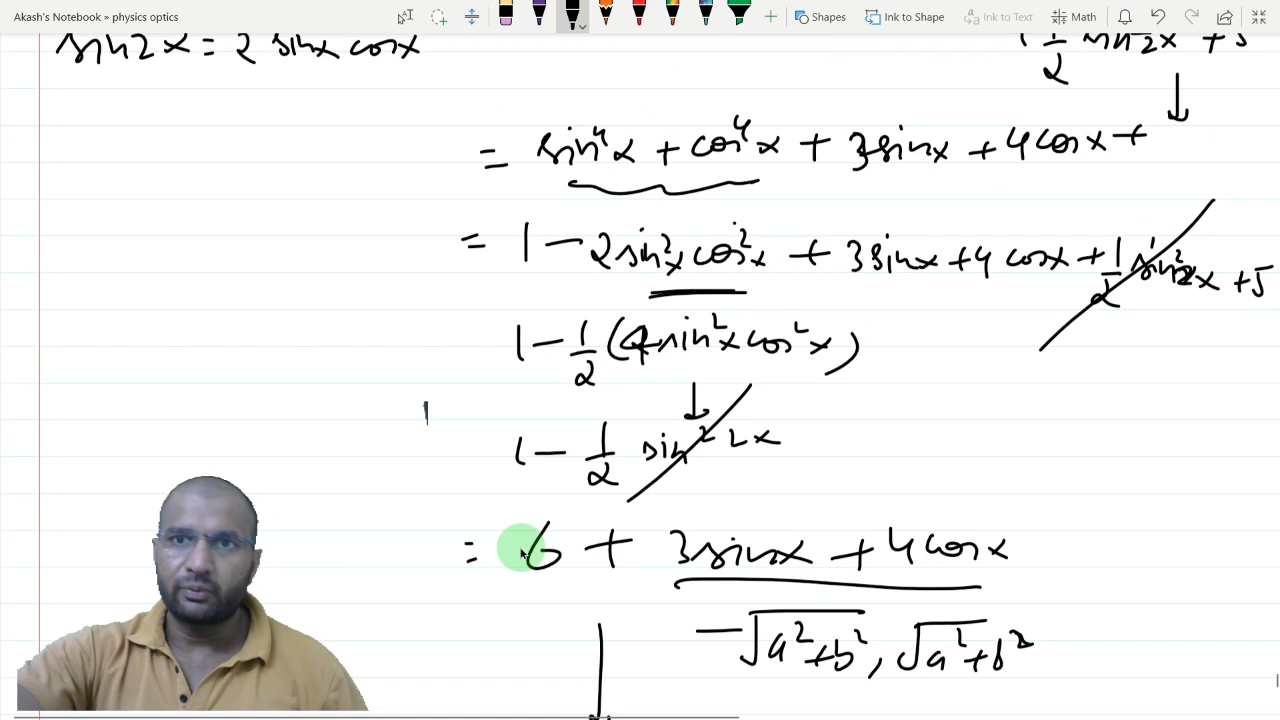 Akash's Notebook » physics optics
Shapes Ink to Shape Ink to Text Math
sin2x = 2 sinx cosx
1/2 sin²2x + 5
↓
= sin⁴x + cos⁴x + 3sinx + 4cosx +
= 1 - 2sin²x cos²x + 3sinx + 4 cosx + 1/2 sin²2x + 5
1 - 1/2 (4sin²x cos²x)
↓
1 - 1/2 sin² 2x
= 6 + 3sinx + 4cosx
-√a²+b², √a²+b²